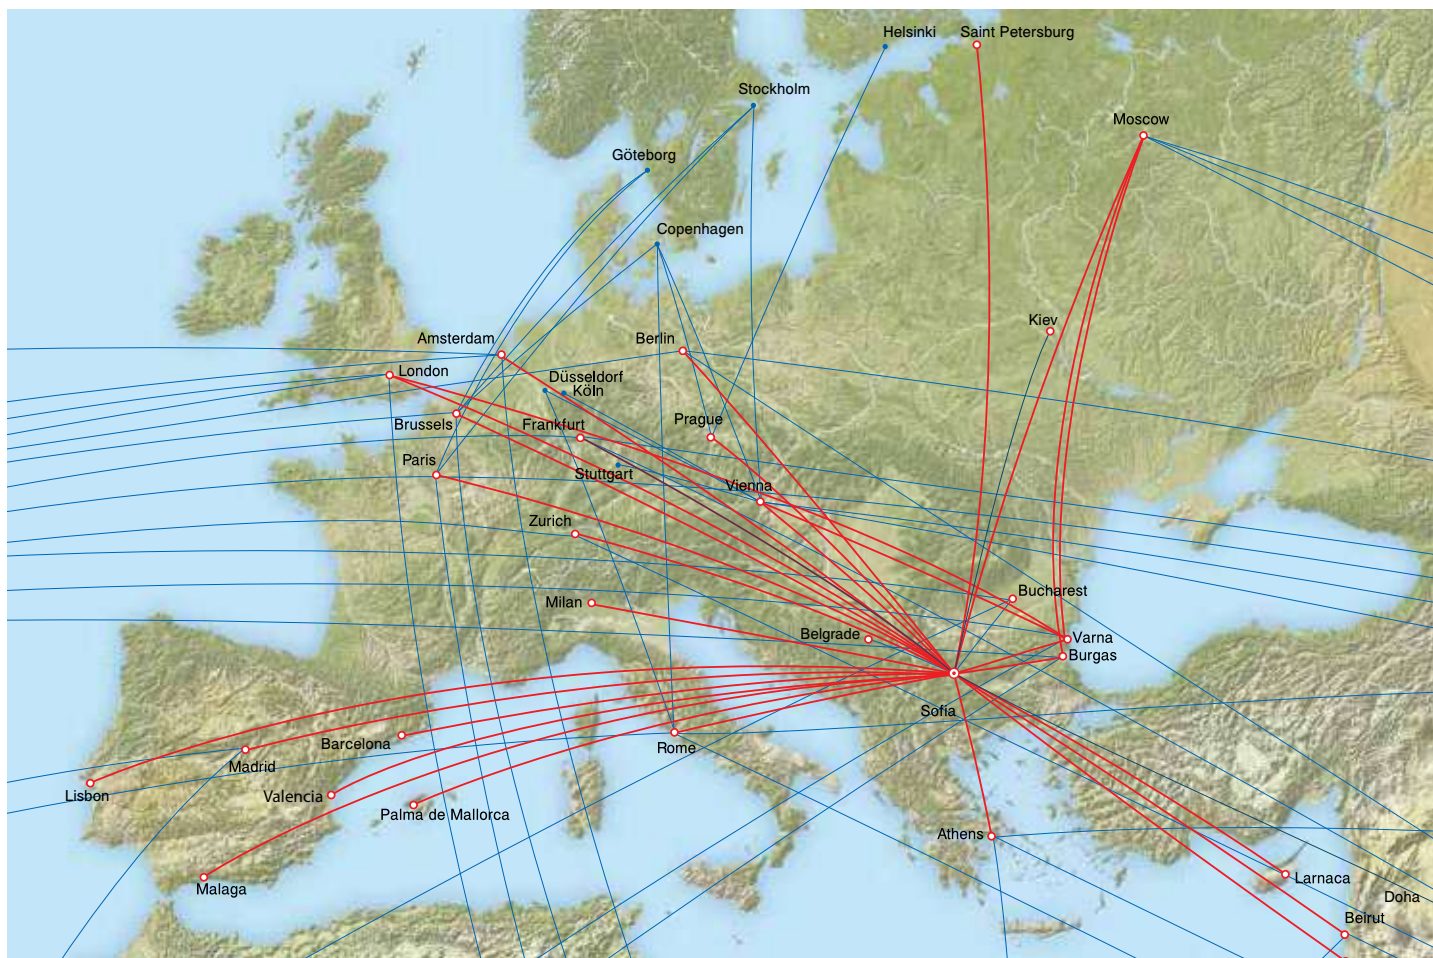 Helsinki
Saint Petersburg
Stockholm
Moscow
Göteborg
Copenhagen
Kiev
Amsterdam
Berlin
London
Düsseldorf
Köln
Brussels
Frankfurt
Prague
Paris
Stuttgart
Vienna
Zurich
Bucharest
Milan
Belgrade
Varna
Burgas
Sofia
Barcelona
Rome
Madrid
Lisbon
Valencia
Palma de Mallorca
Athens
Malaga
Larnaca
Doha
Beirut